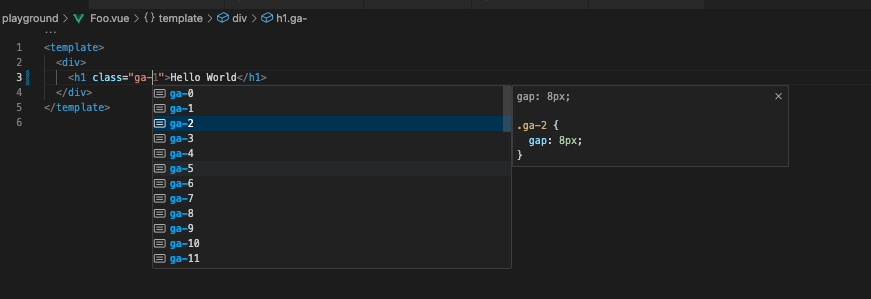 playground > Foo.vue > {} template > div > h1.ga-
...
1 <template>
2 <div>
3 <h1 class="ga-1">Hello World</h1>
4 </div>
5 </template>
6
ga-0
ga-1
ga-2
ga-3
ga-4
ga-5
ga-6
ga-7
ga-8
ga-9
ga-10
ga-11
gap: 8px;
.ga-2 {
gap: 8px;
}